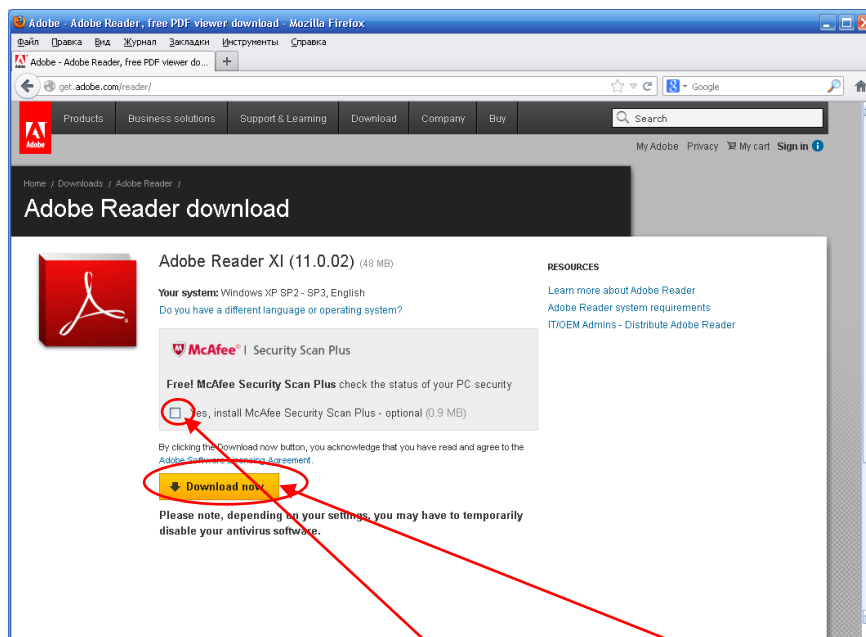 Adobe - Adobe Reader, free PDF viewer download - Mozilla Firefox
Файл Правка Вид Журнал Закладки Инструменты Справка
Adobe - Adobe Reader, free PDF viewer do... +
get.adobe.com/reader/ Google
Products Business solutions Support & Learning Download Company Buy Search
Adobe
My Adobe Privacy My cart Sign in i
Home / Downloads / Adobe Reader /
Adobe Reader download
Adobe Reader XI (11.0.02) (48 MB)
Your system: Windows XP SP2 - SP3, English
Do you have a different language or operating system?
RESOURCES
Learn more about Adobe Reader
Adobe Reader system requirements
IT/OEM Admins - Distribute Adobe Reader
McAfee® | Security Scan Plus
Free! McAfee Security Scan Plus check the status of your PC security
Yes, install McAfee Security Scan Plus - optional (0.9 MB)
By clicking the Download now button, you acknowledge that you have read and agree to the
Adobe Software Licensing Agreement.
Download now
Please note, depending on your settings, you may have to temporarily
disable your antivirus software.